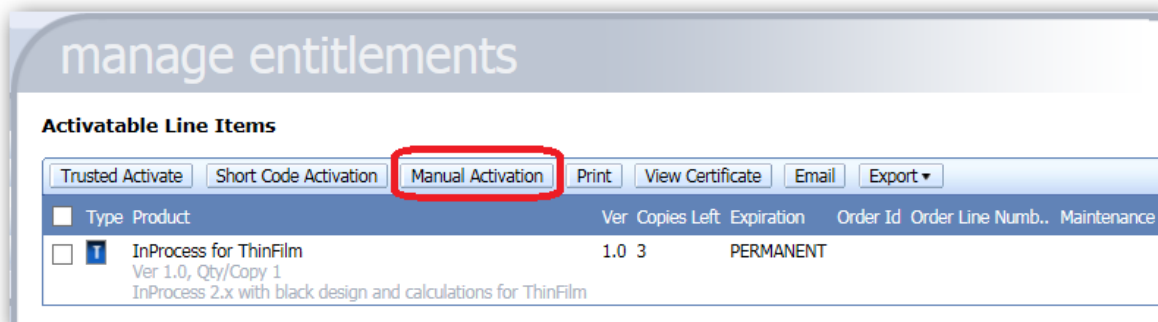 manage entitlements
Activatable Line Items
Trusted Activate Short Code Activation Manual Activation Print View Certificate Email Export
Type Product Ver Copies Left Expiration Order Id Order Line Numb.. Maintenance
T InProcess for ThinFilm 1.0 3 PERMANENT
Ver 1.0, Qty/Copy 1
InProcess 2.x with black design and calculations for ThinFilm